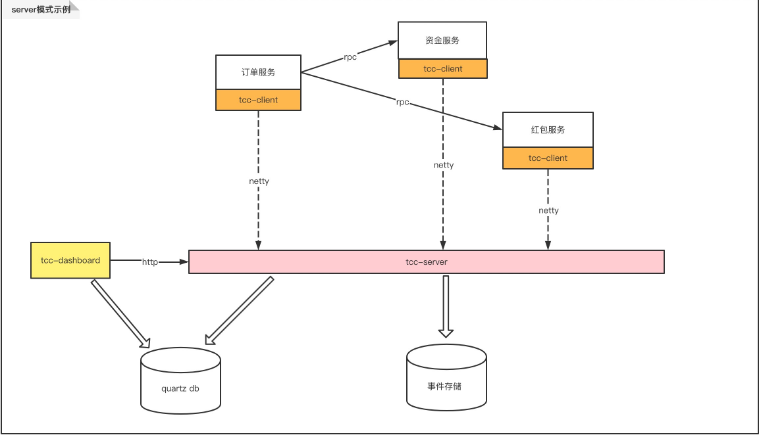 server模式示例
资金服务
tcc-client
订单服务
tcc-client
rpc
rpc
红包服务
tcc-client
netty
netty
netty
tcc-dashboard
http
tcc-server
quartz db
事件存储